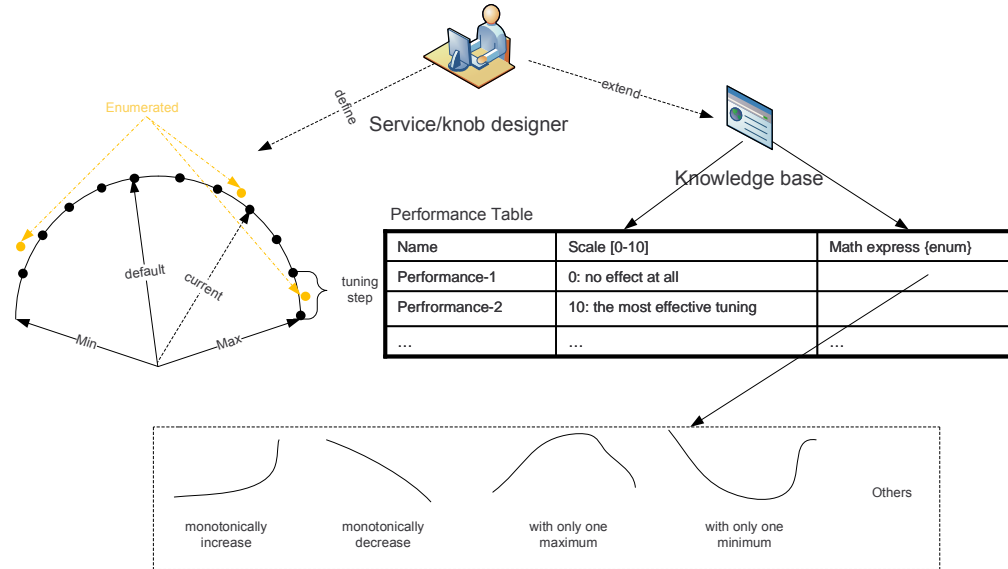 extend
define
Enumerated
Service/knob designer
Knowledge base
Performance Table
Name Scale [0-10] Math express {enum}
Performance-1 0: no effect at all
Perfrormance-2 10: the most effective tuning
… … …
default
current
tuning
step
Min
Max
Others
monotonically
increase
monotonically
decrease
with only one
maximum
with only one
minimum